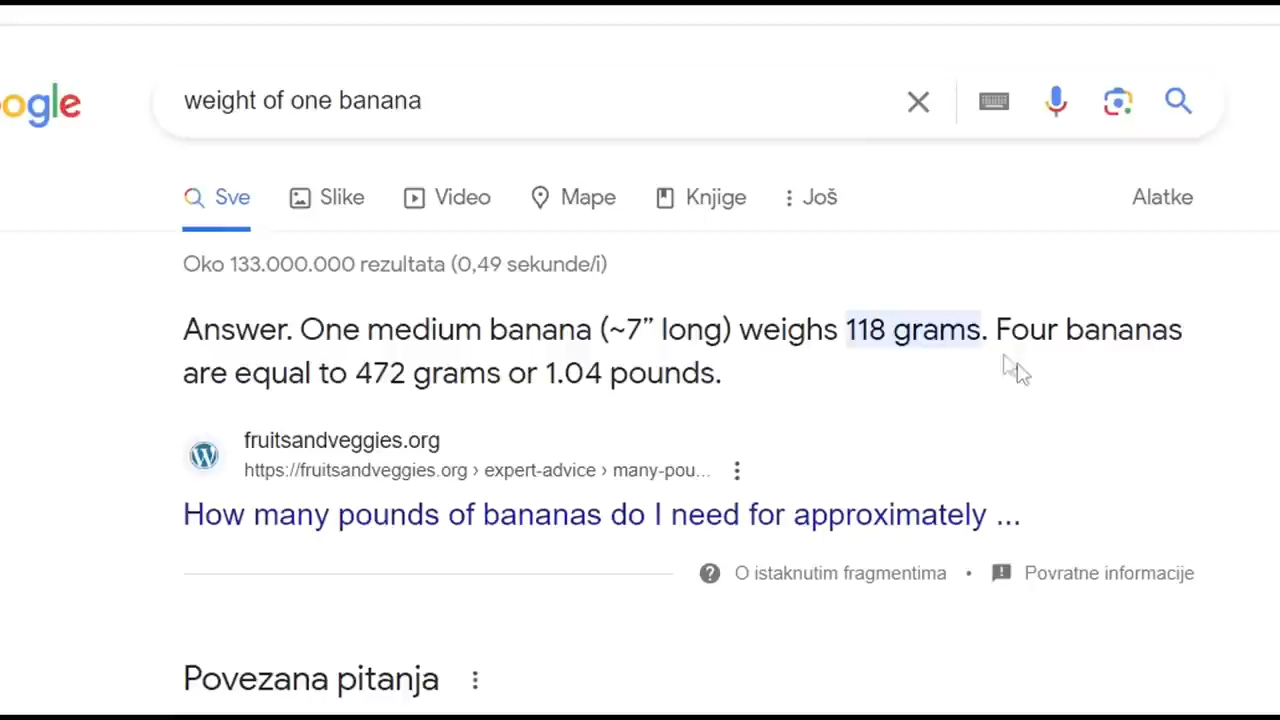 ogle
weight of one banana
Sve Slike Video Mape Knjige Još Alatke
Oko 133.000.000 rezultata (0,49 sekunde/i)
Answer. One medium banana (~7” long) weighs 118 grams. Four bananas
are equal to 472 grams or 1.04 pounds.
fruitsandveggies.org
https://fruitsandveggies.org › expert-advice › many-pou...
How many pounds of bananas do I need for approximately ...
O istaknutim fragmentima • Povratne informacije
Povezana pitanja